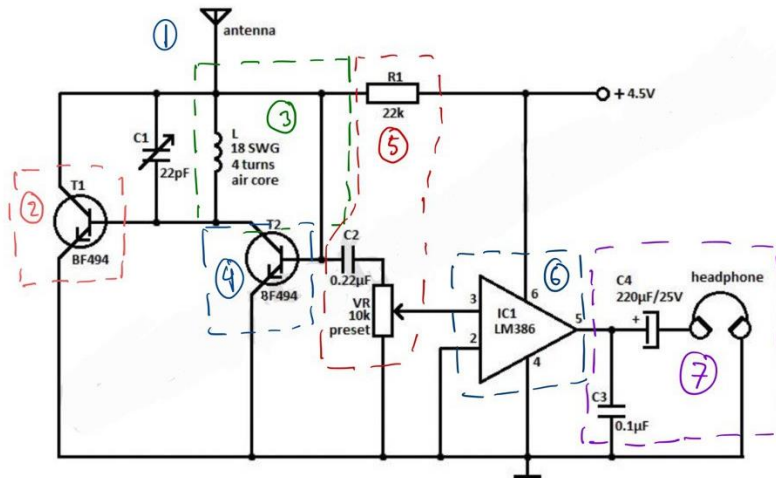 ①
antenna
③
R1
22k
+ 4.5V
⑤
C1
22pF
L
18 SWG
4 turns
air core
②
T1
BF494
T2
④
BF494
C2
0.22µF
VR
10k
preset
3
2
6
⑥
IC1
LM386
5
4
C4
220µF/25V
+
headphone
⑦
C3
0.1µF